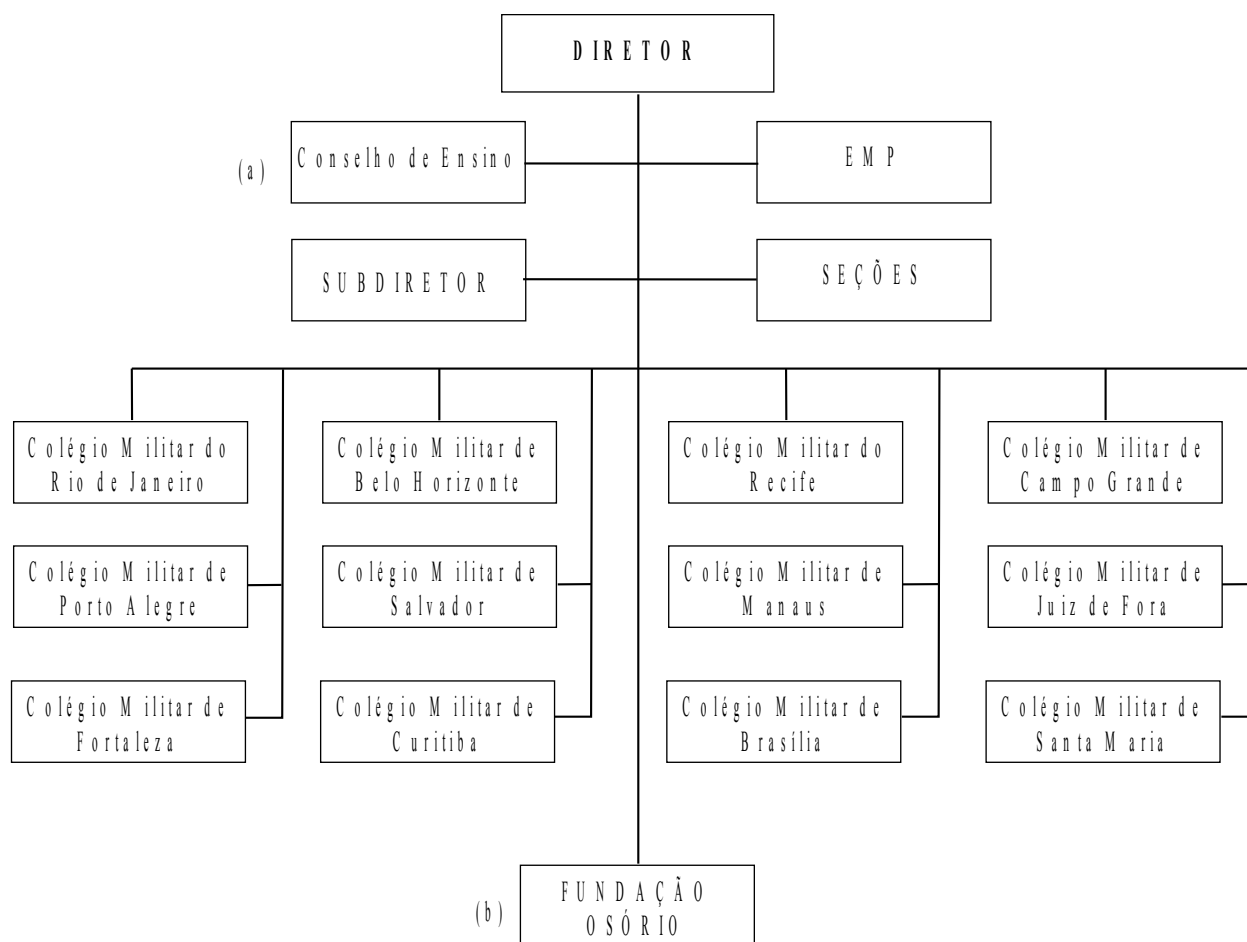 DIRETOR
Conselho de Ensino
EMP
(a)
SUBDIRETOR
SEÇÕES
Colégio Militar do
Rio de Janeiro
Colégio Militar de
Belo Horizonte
Colégio Militar do
Recife
Colégio Militar de
Campo Grande
Colégio Militar de
Porto Alegre
Colégio Militar de
Salvador
Colégio Militar de
Manaus
Colégio Militar de
Juiz de Fora
Colégio Militar de
Fortaleza
Colégio Militar de
Curitiba
Colégio Militar de
Brasília
Colégio Militar de
Santa Maria
(b)
FUNDAÇÃO
OSÓRIO